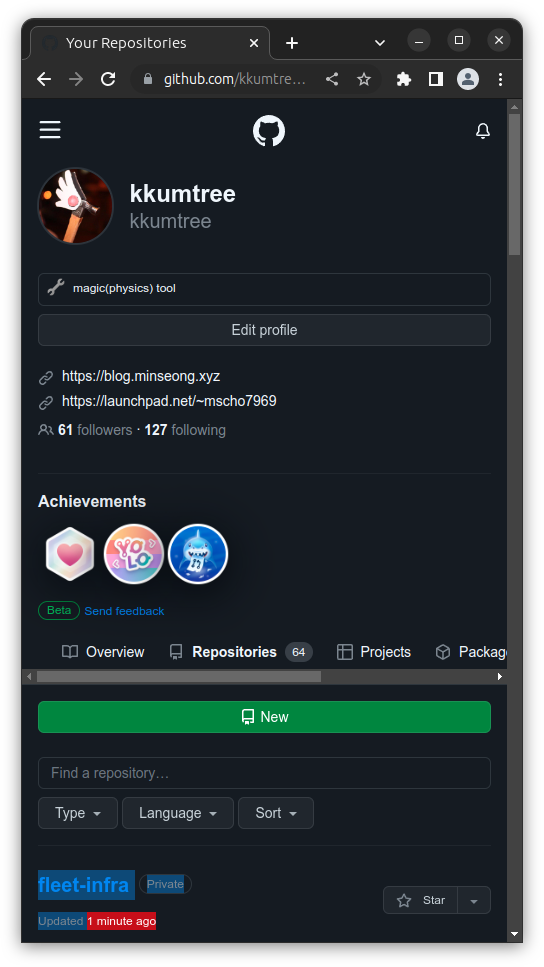 Your Repositories
github.com/kkumtre…
kkumtree
kkumtree
magic(physics) tool
Edit profile
https://blog.minseong.xyz
https://launchpad.net/~mscho7969
61 followers · 127 following
Achievements
YOLO
Beta Send feedback
Overview Repositories 64 Projects Packag
New
Find a repository…
Type Language Sort
fleet-infra Private
Star
Updated 1 minute ago